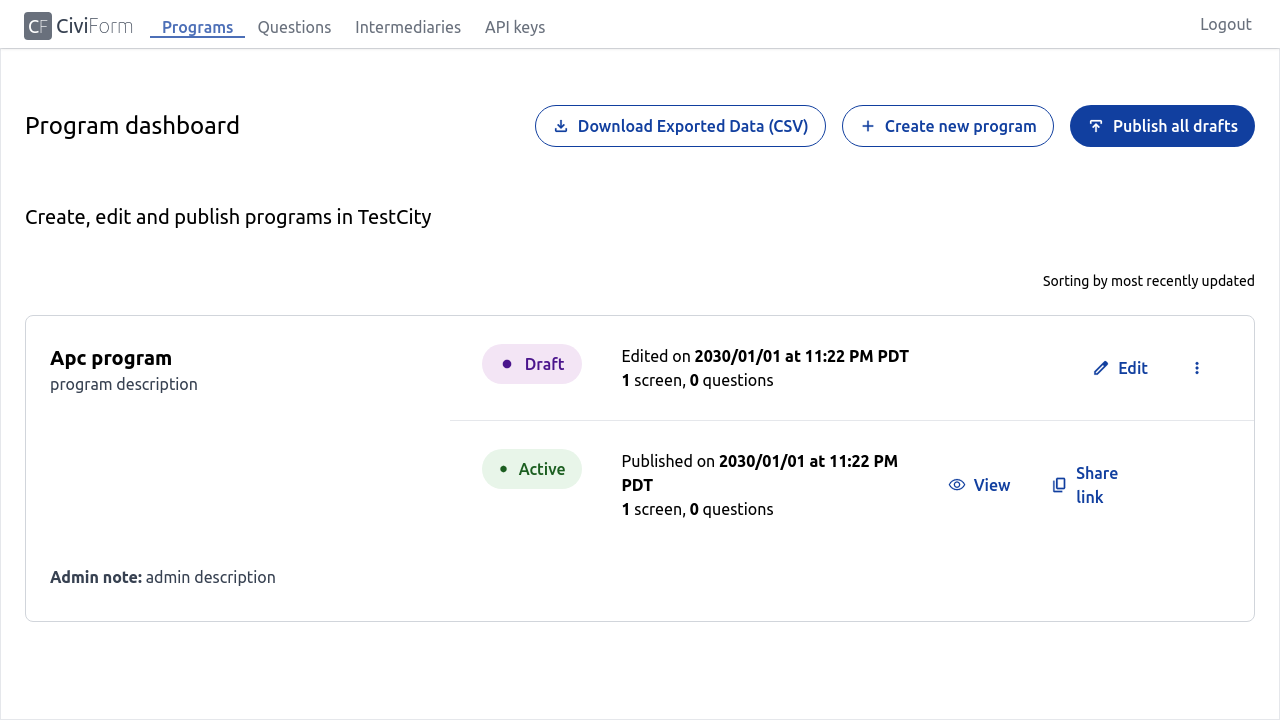 CF CiviForm Programs Questions Intermediaries API keys Logout
Program dashboard
Download Exported Data (CSV)
Create new program
Publish all drafts
Create, edit and publish programs in TestCity
Sorting by most recently updated
Apc program
program description
Draft
Edited on 2030/01/01 at 11:22 PM PDT
1 screen, 0 questions
Edit
Active
Published on 2030/01/01 at 11:22 PM
PDT
1 screen, 0 questions
View
Share
link
Admin note: admin description